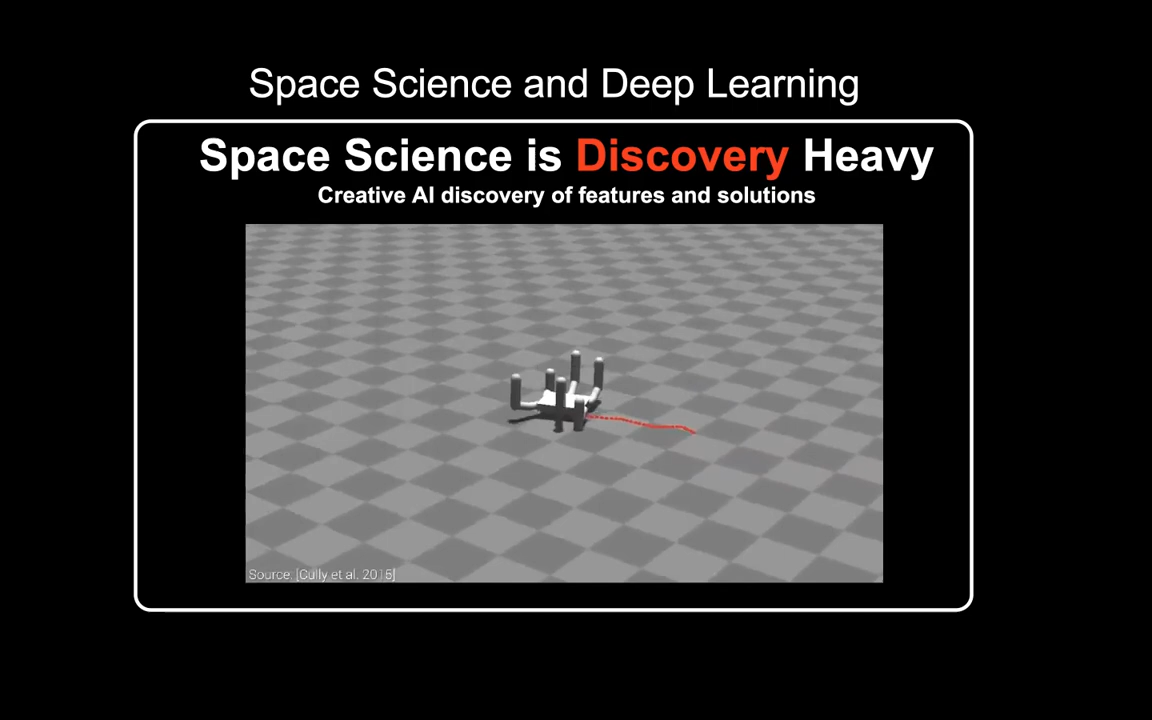 Space Science and Deep Learning
Space Science is Discovery Heavy
Creative AI discovery of features and solutions
Source: [Cully et al. 2015]